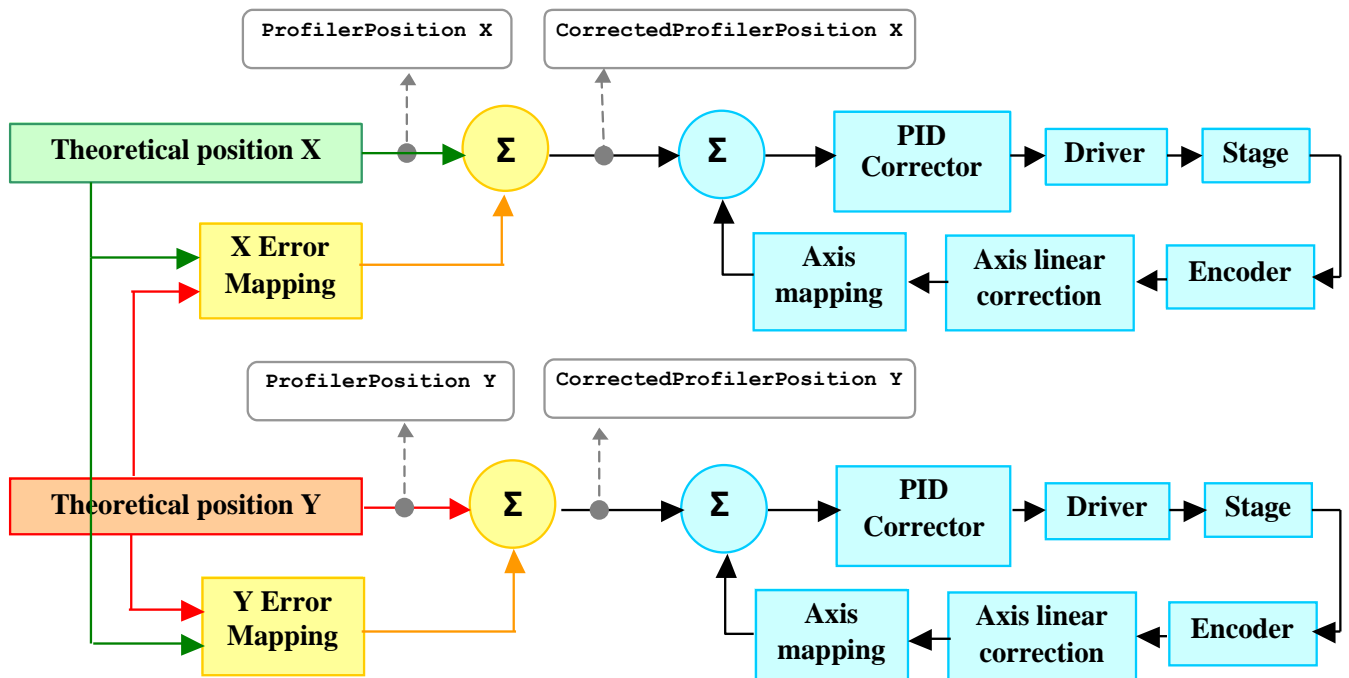 ProfilerPosition X
CorrectedProfilerPosition X
Theoretical position X
Σ
Σ
PID
Corrector
Driver
Stage
X Error
Mapping
Axis
mapping
Axis linear
correction
Encoder
ProfilerPosition Y
CorrectedProfilerPosition Y
Theoretical position Y
Σ
Σ
PID
Corrector
Driver
Stage
Y Error
Mapping
Axis
mapping
Axis linear
correction
Encoder